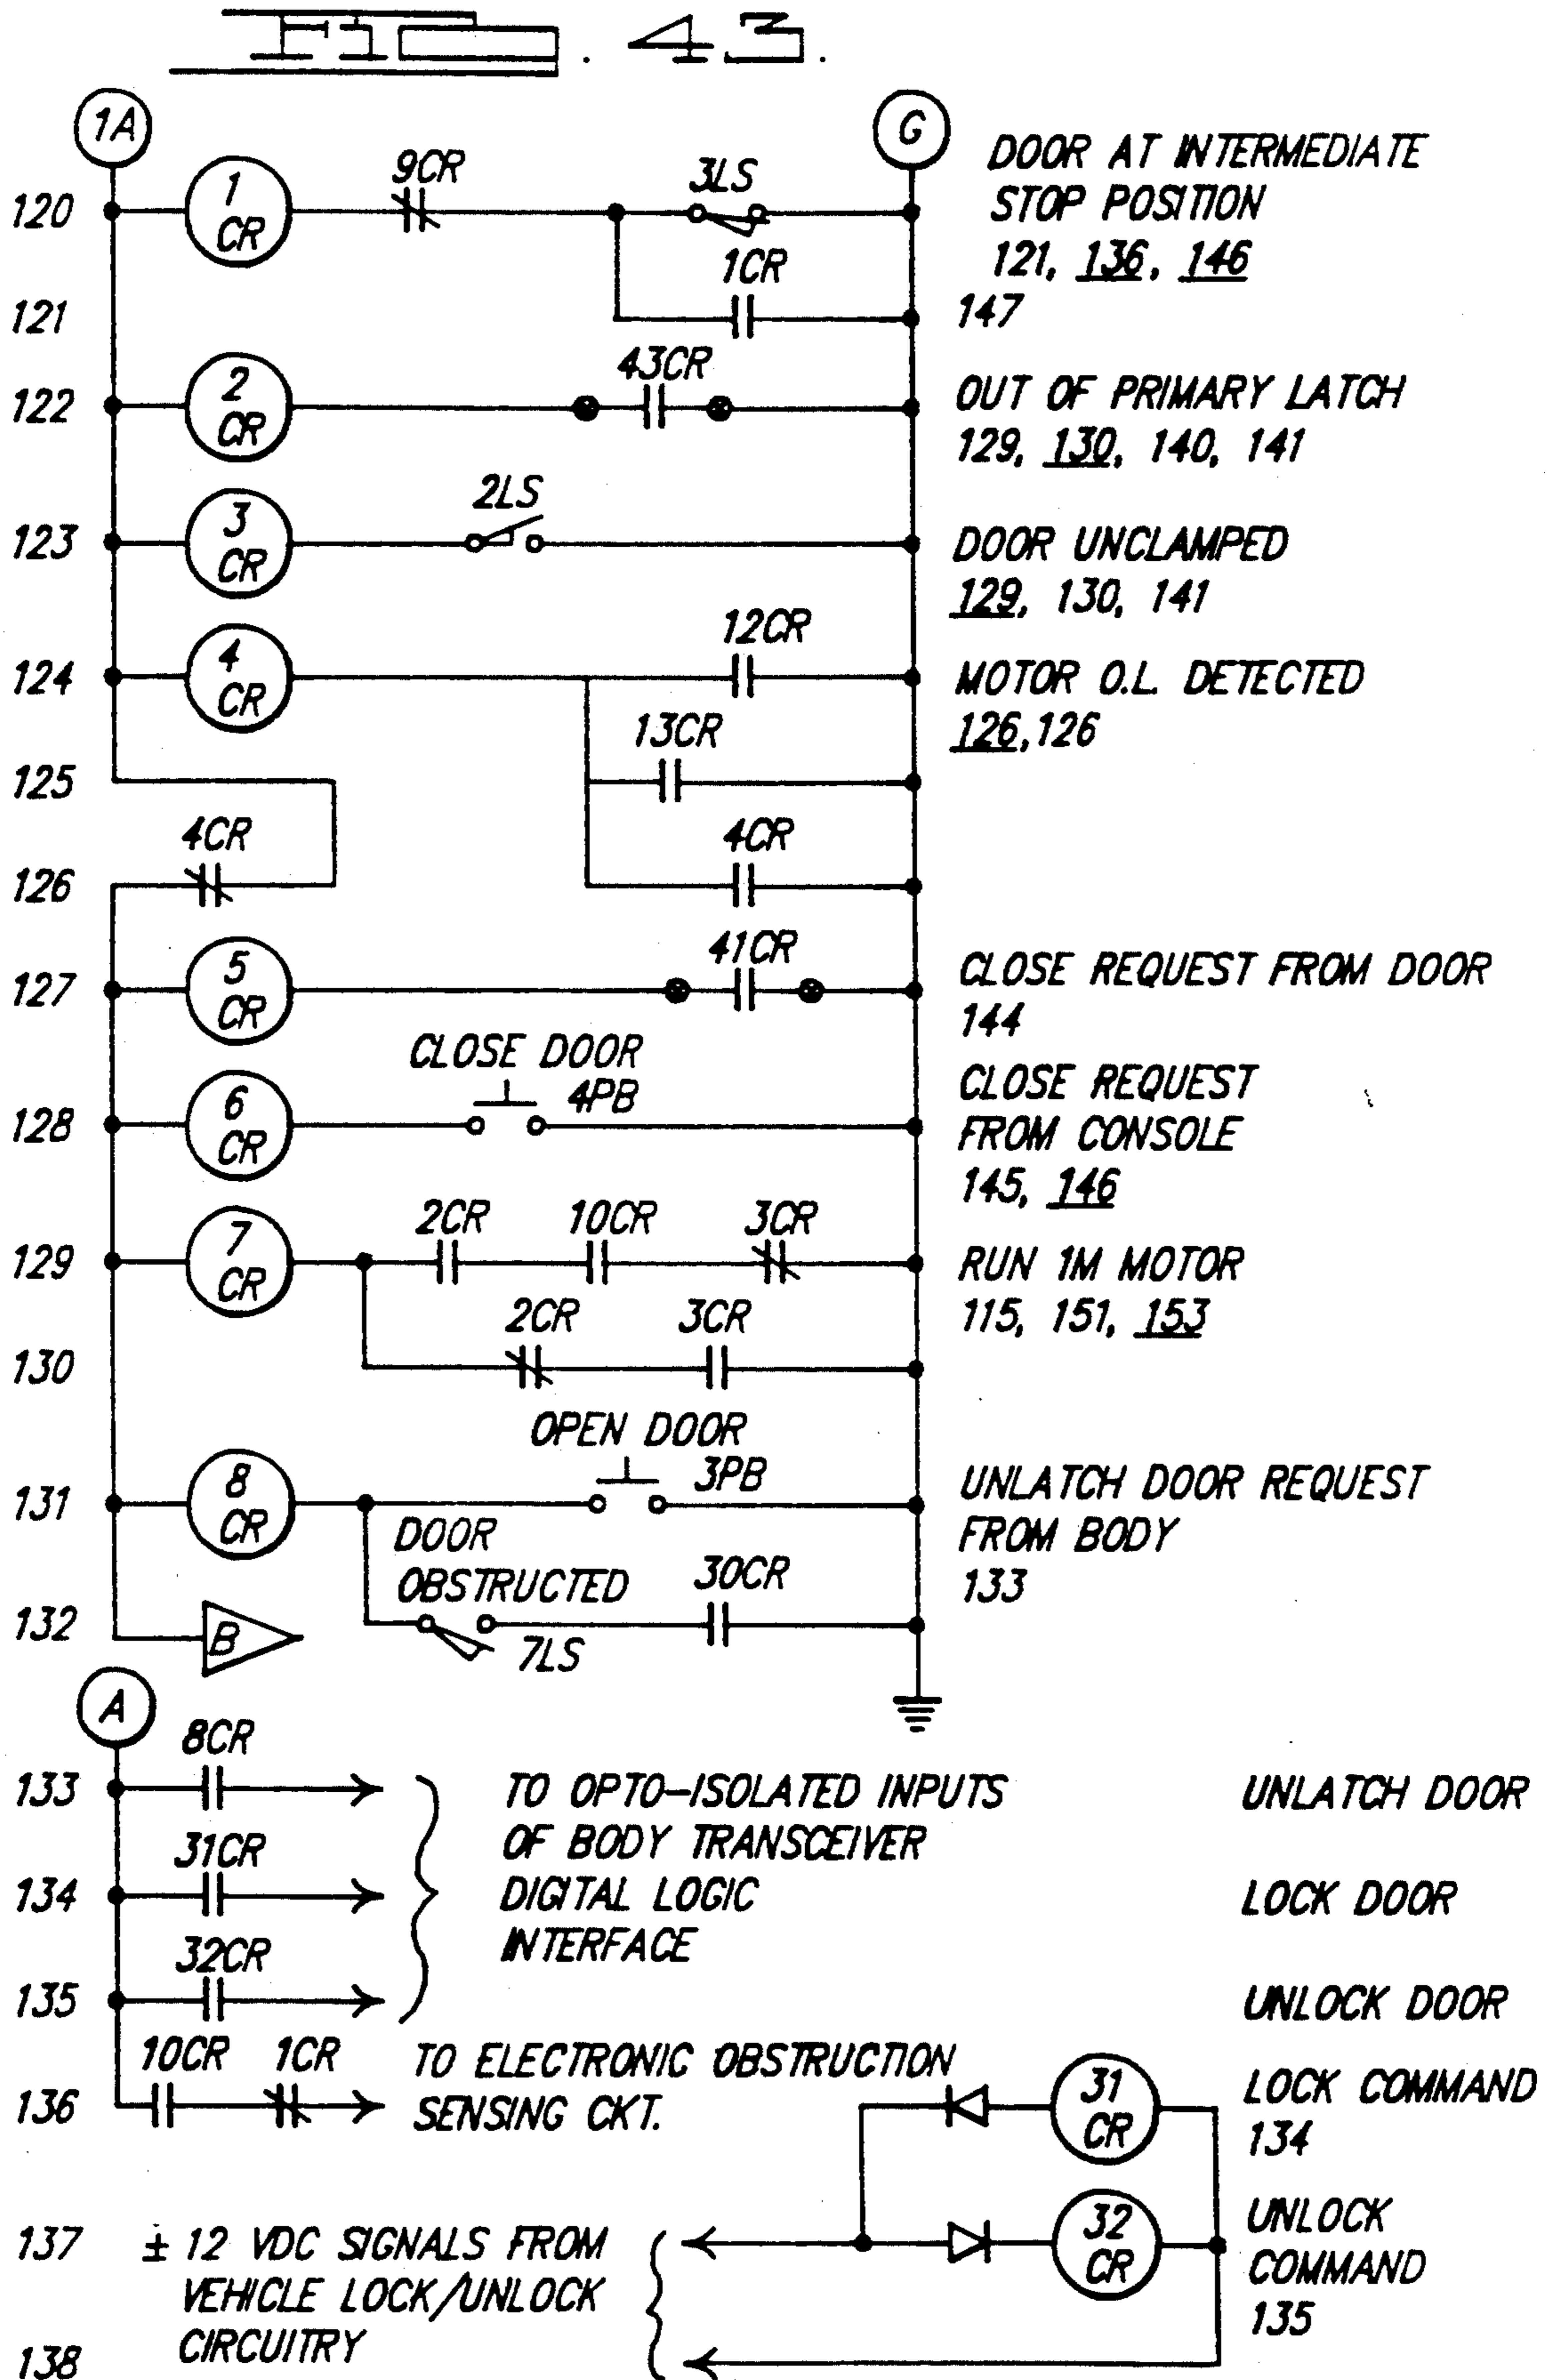 FIG. 43.
1A
G
120
1 CR
9CR
3LS
DOOR AT INTERMEDIATE
STOP POSITION
121, 136, 146
1CR
121
147
122
2 CR
43CR
OUT OF PRIMARY LATCH
129, 130, 140, 141
123
3 CR
2LS
DOOR UNCLAMPED
129, 130, 141
124
4 CR
12CR
MOTOR O.L. DETECTED
126, 126
13CR
125
4CR
4CR
126
127
5 CR
41CR
CLOSE REQUEST FROM DOOR
144
CLOSE DOOR
4PB
128
6 CR
CLOSE REQUEST
FROM CONSOLE
145, 146
129
7 CR
2CR
10CR
3CR
RUN 1M MOTOR
115, 151, 153
2CR
3CR
130
OPEN DOOR
3PB
131
8 CR
UNLATCH DOOR REQUEST
FROM BODY
133
DOOR
OBSTRUCTED
30CR
132
B
7LS
A
8CR
133
TO OPTO-ISOLATED INPUTS
OF BODY TRANSCEIVER
DIGITAL LOGIC
INTERFACE
UNLATCH DOOR
31CR
134
LOCK DOOR
32CR
135
UNLOCK DOOR
10CR
1CR
136
TO ELECTRONIC OBSTRUCTION
SENSING CKT.
31 CR
LOCK COMMAND
134
137
± 12 VDC SIGNALS FROM
VEHICLE LOCK/UNLOCK
CIRCUITRY
32 CR
UNLOCK
COMMAND
135
138